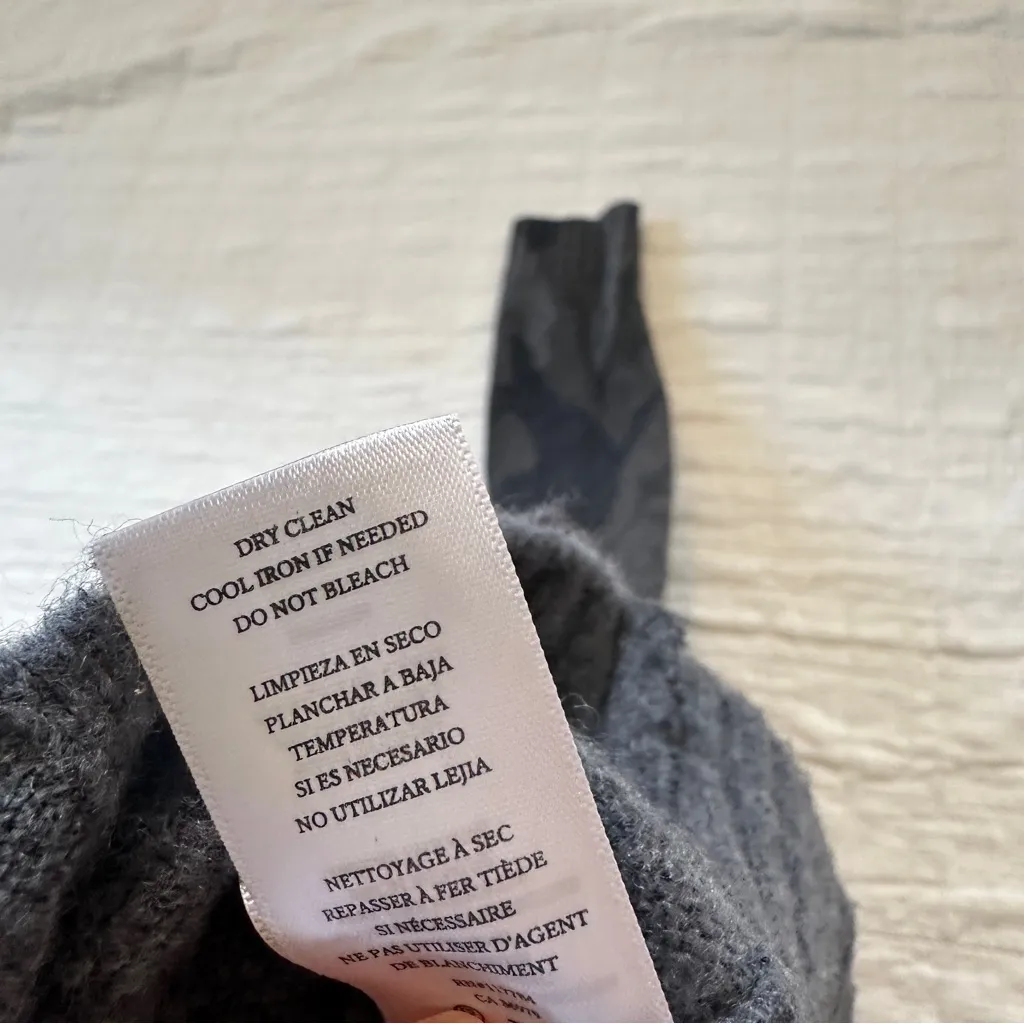 DRY CLEAN
COOL IRON IF NEEDED
DO NOT BLEACH
LIMPIEZA EN SECO
PLANCHAR A BAJA
TEMPERATURA
SI ES NECESARIO
NO UTILIZAR LEJIA
NETTOYAGE À SEC
REPASSER À FER TIÈDE
SI NÉCESSAIRE
NE PAS UTILISER D'AGENT
DE BLANCHIMENT
CA